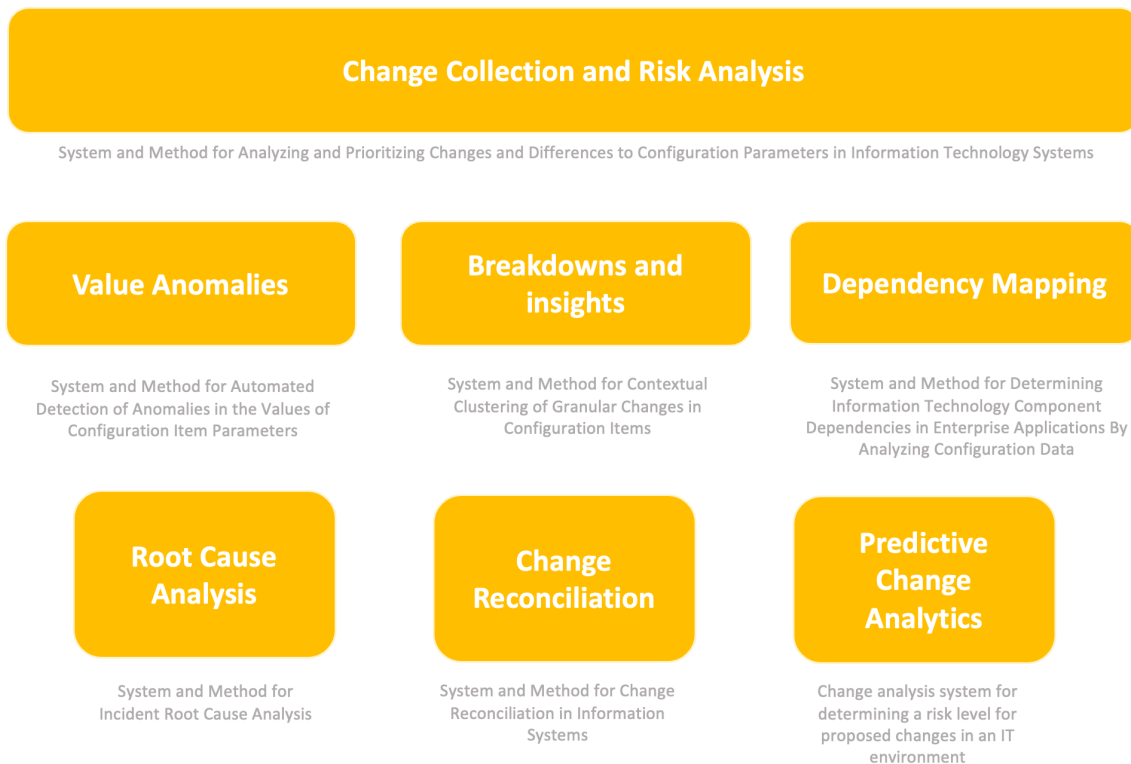 Change Collection and Risk Analysis
System and Method for Analyzing and Prioritizing Changes and Differences to Configuration Parameters in Information Technology Systems
Value Anomalies
System and Method for Automated
Detection of Anomalies in the Values of
Configuration Item Parameters
Breakdowns and
insights
System and Method for Contextual
Clustering of Granular Changes in
Configuration Items
Dependency Mapping
System and Method for Determining
Information Technology Component
Dependencies in Enterprise Applications By
Analyzing Configuration Data
Root Cause
Analysis
System and Method for
Incident Root Cause Analysis
Change
Reconciliation
System and Method for Change
Reconciliation in Information
Systems
Predictive
Change
Analytics
Change analysis system for
determining a risk level for
proposed changes in an IT
environment